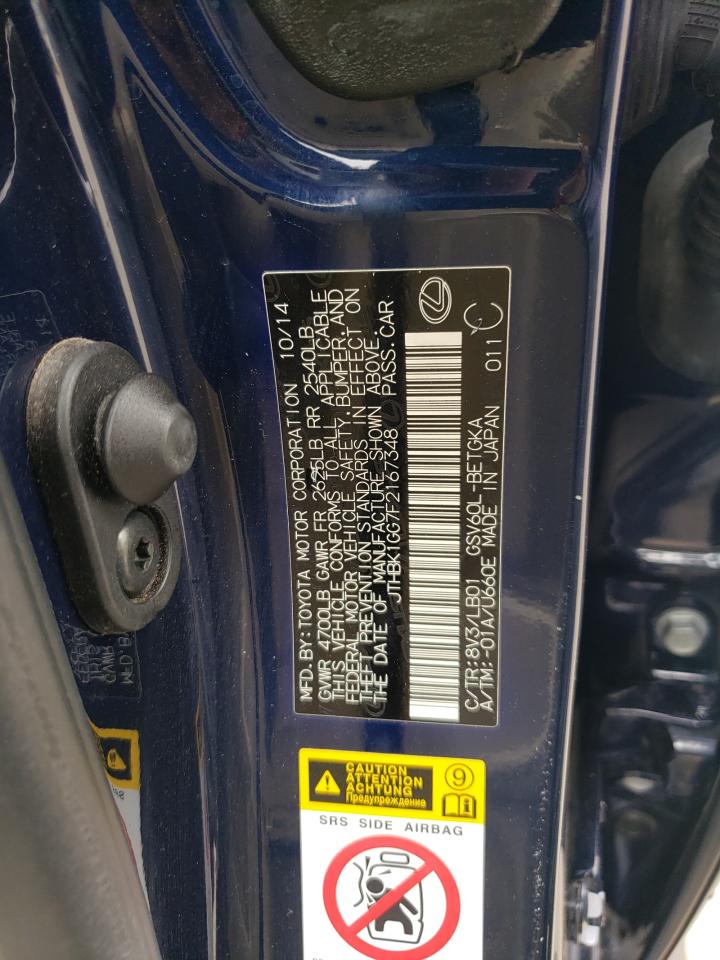 MFD.BY:TOYOTA MOTOR CORPORATION 10/14
GVWR 4700LB GAWR FR 2625LB RR 2540LB
THIS VEHICLE CONFORMS TO ALL APPLICABLE
FEDERAL MOTOR VEHICLE SAFETY,BUMPER,AND
THEFT PREVENTION STANDARDS IN EFFECT ON
THE DATE OF MANUFACTURE SHOWN ABOVE.
JTHBK1GG7F2167348 PASS.CAR
C/TR:8V3/LB01 GSV60L-BETGKA
A/TM:-01A/U660E MADE IN JAPAN 011
C
CAUTION
ATTENTION
ACHTUNG
Предупреждение
9
SRS SIDE AIRBAG